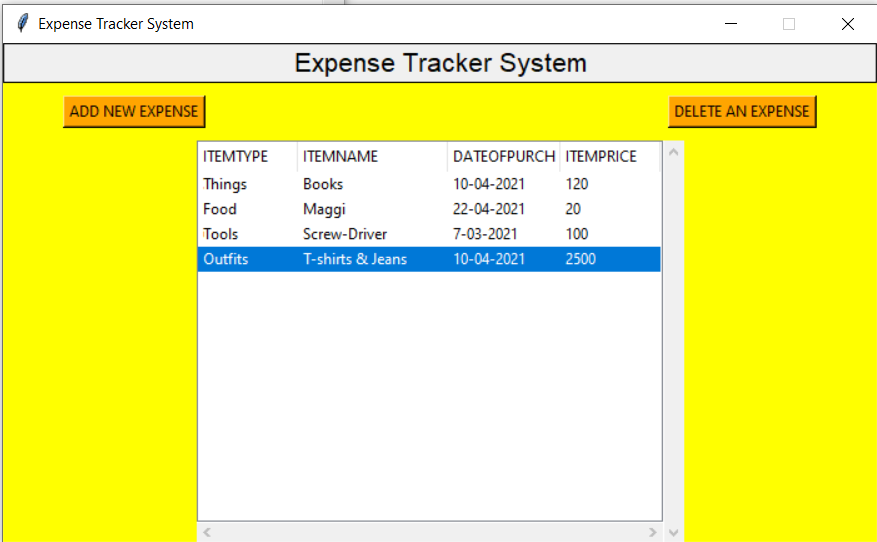 Expense Tracker System
Expense Tracker System
ADD NEW EXPENSE DELETE AN EXPENSE
ITEMTYPE ITEMNAME DATEOFPURCH ITEMPRICE
Things Books 10-04-2021 120
Food Maggi 22-04-2021 20
Tools Screw-Driver 7-03-2021 100
Outfits T-shirts & Jeans 10-04-2021 2500